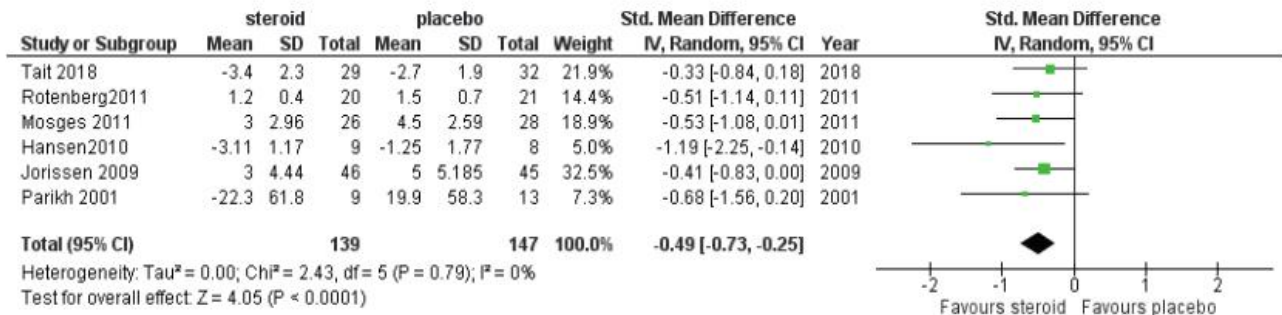 steroid placebo Std. Mean Difference Std. Mean Difference
Study or Subgroup Mean SD Total Mean SD Total Weight IV, Random, 95% CI Year IV, Random, 95% CI
Tait 2018 -3.4 2.3 29 -2.7 1.9 32 21.9% -0.33 [-0.84, 0.18] 2018
Rotenberg2011 1.2 0.4 20 1.5 0.7 21 14.4% -0.51 [-1.14, 0.11] 2011
Mosges 2011 3 2.96 26 4.5 2.59 28 18.9% -0.53 [-1.08, 0.01] 2011
Hansen2010 -3.11 1.17 9 -1.25 1.77 8 5.0% -1.19 [-2.25, -0.14] 2010
Jorissen 2009 3 4.44 46 5 5.185 45 32.5% -0.41 [-0.83, 0.00] 2009
Parikh 2001 -22.3 61.8 9 19.9 58.3 13 7.3% -0.68 [-1.56, 0.20] 2001
Total (95% CI) 139 147 100.0% -0.49 [-0.73, -0.25]
Heterogeneity: Tau² = 0.00; Chi² = 2.43, df = 5 (P = 0.79); I² = 0%
Test for overall effect: Z = 4.05 (P < 0.0001)
-2 -1 0 1 2
Favours steroid Favours placebo